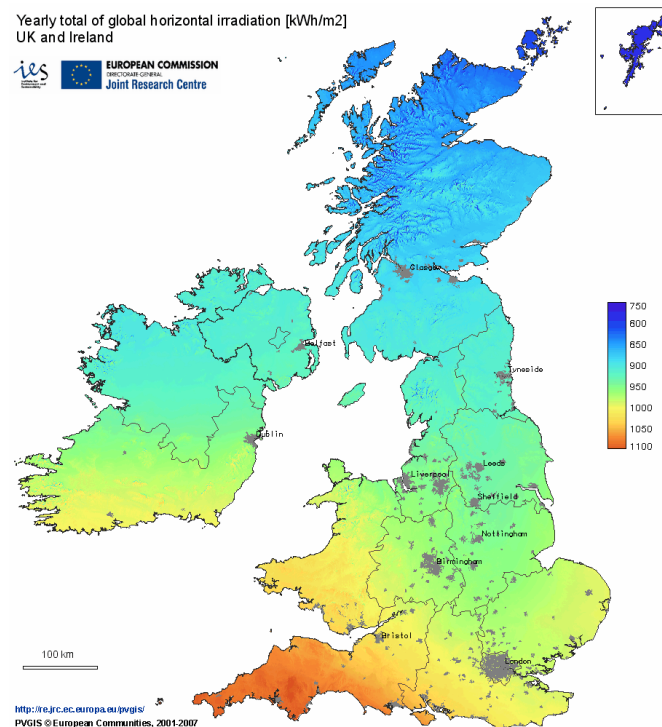 Yearly total of global horizontal irradiation [kWh/m2]
UK and Ireland
ies
EUROPEAN COMMISSION
DIRECTORATE-GENERAL
Joint Research Centre
Glasgow
Belfast
Tyneside
Dublin
Liverpool
Leeds
Sheffield
Nottingham
Birmingham
Bristol
London
750
800
850
900
950
1000
1050
1100
100 km
http://re.jrc.ec.europa.eu/pvgis/
PVGIS © European Communities, 2001-2007